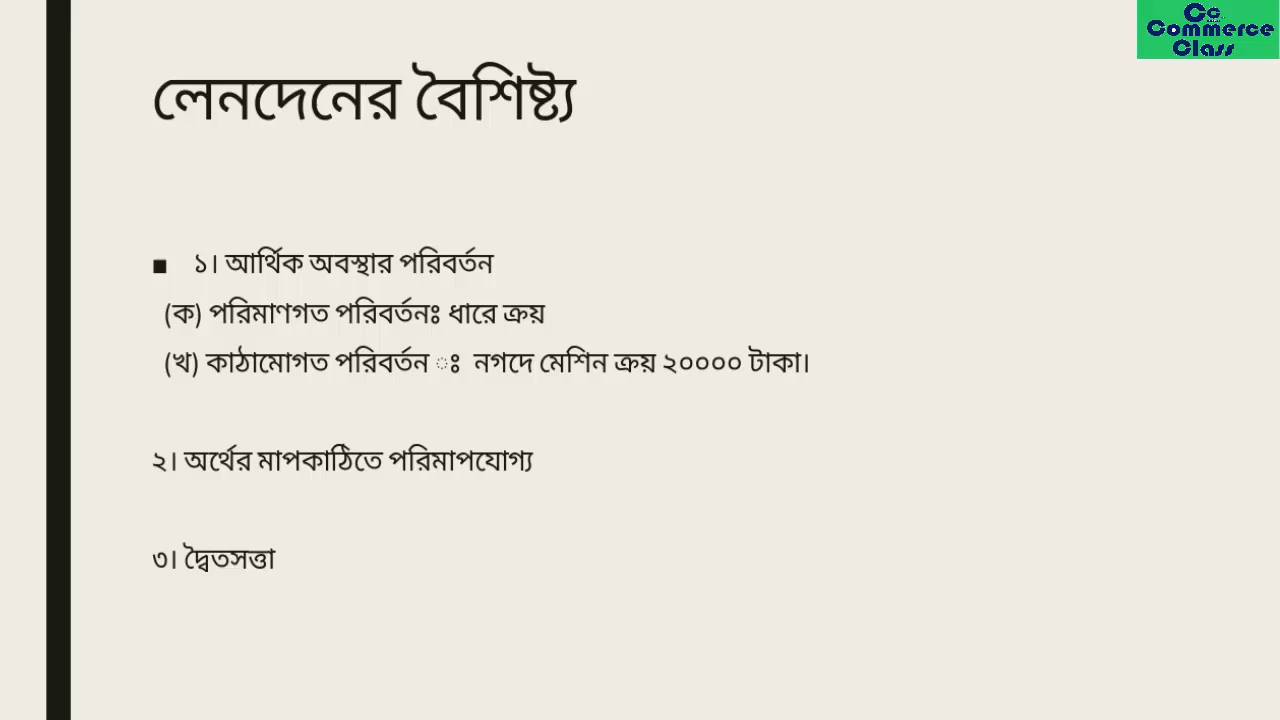 Cc
Commerce
Class
লেনদেনের বৈশিষ্ট্য
■ ১। আর্থিক অবস্থার পরিবর্তন
(ক) পরিমাণগত পরিবর্তনঃ ধারে ক্রয়
(খ) কাঠামোগত পরিবর্তন ঃ নগদে মেশিন ক্রয় ২০০০০ টাকা।
২। অর্থের মাপকাঠিতে পরিমাপযোগ্য
৩। দ্বৈতসত্তা